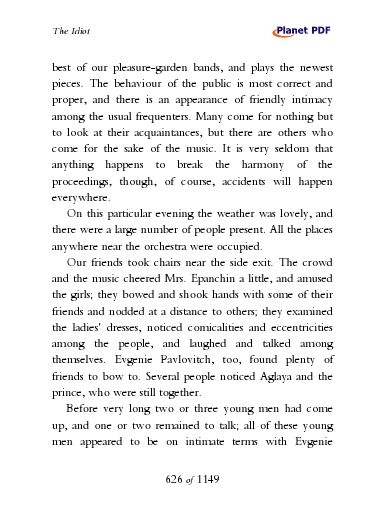 The Idiot
Planet PDF
best of our pleasure-garden bands, and plays the newest
pieces. The behaviour of the public is most correct and
proper, and there is an appearance of friendly intimacy
among the usual frequenters. Many come for nothing but
to look at their acquaintances, but there are others who
come for the sake of the music. It is very seldom that
anything happens to break the harmony of the
proceedings, though, of course, accidents will happen
everywhere.
On this particular evening the weather was lovely, and
there were a large number of people present. All the places
anywhere near the orchestra were occupied.
Our friends took chairs near the side exit. The crowd
and the music cheered Mrs. Epanchin a little, and amused
the girls; they bowed and shook hands with some of their
friends and nodded at a distance to others; they examined
the ladies' dresses, noticed comicalities and eccentricities
among the people, and laughed and talked among
themselves. Evgenie Pavlovitch, too, found plenty of
friends to bow to. Several people noticed Aglaya and the
prince, who were still together.
Before very long two or three young men had come
up, and one or two remained to talk; all of these young
men appeared to be on intimate terms with Evgenie
626 of 1149